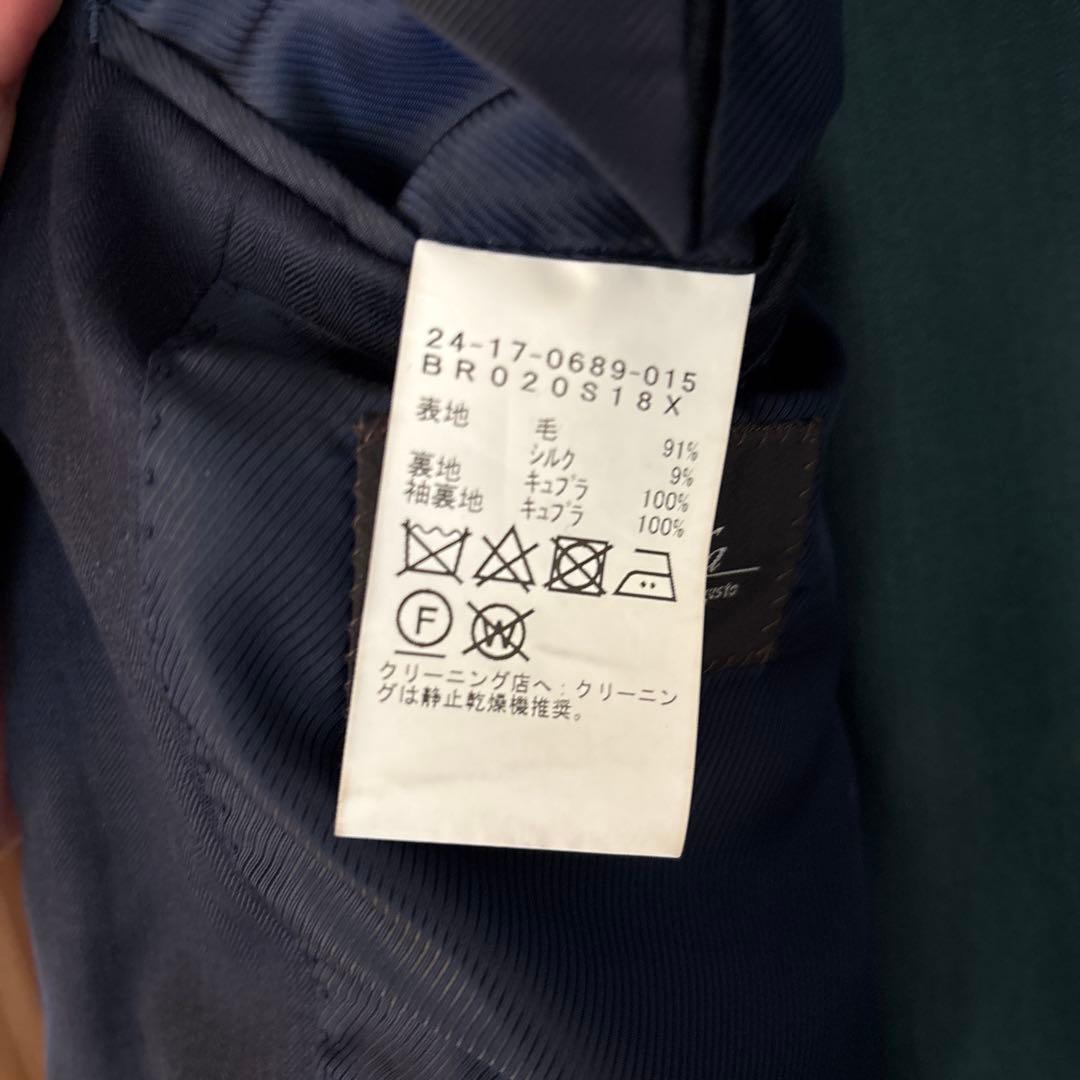 24-17-0689-015
BR020S18X
表地 毛 91%
シルク 9%
裏地 キュプラ 100%
袖裏地 キュプラ 100%
F W
クリーニング店へ:クリーニン
グは静止乾燥機推奨。